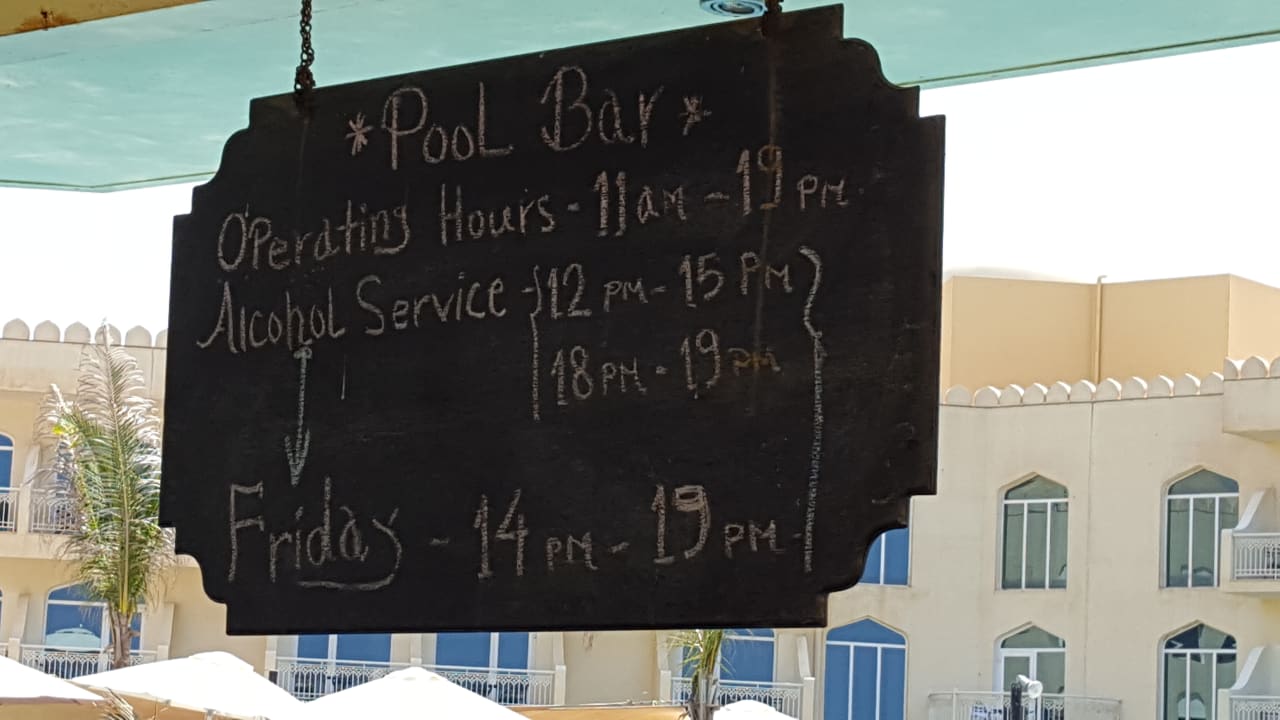 *Pool Bar*
Operating Hours - 11am - 19 PM
Alcohol Service - {12 PM - 15 PM}
18 PM - 19 PM
Friday - 14 PM - 19 PM